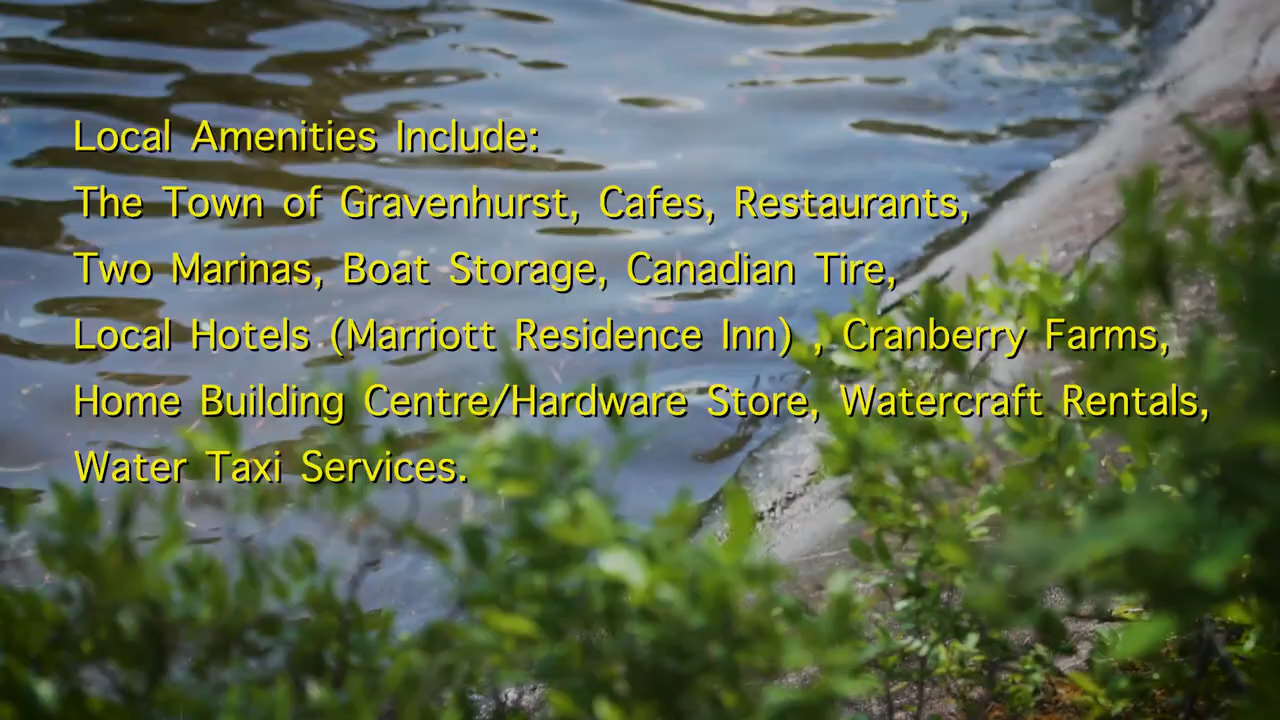 Local Amenities Include:
The Town of Gravenhurst, Cafes, Restaurants,
Two Marinas, Boat Storage, Canadian Tire,
Local Hotels (Marriott Residence Inn) , Cranberry Farms,
Home Building Centre/Hardware Store, Watercraft Rentals,
Water Taxi Services.